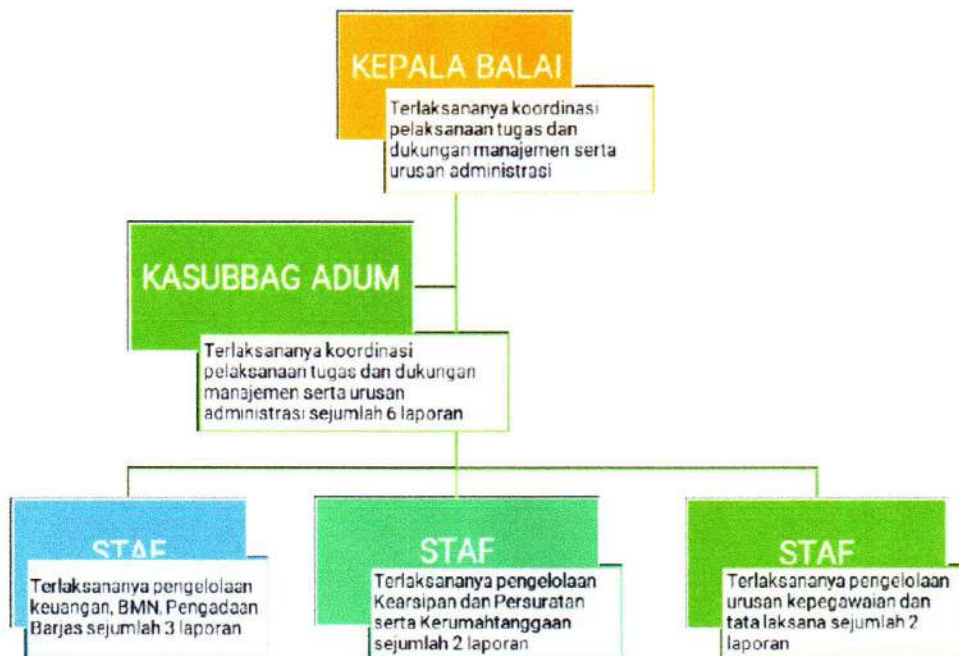 KEPALA BALAI
Terlaksananya koordinasi
pelaksanaan tugas dan
dukungan manajemen serta
urusan administrasi
KASUBBAG ADUM
Terlaksananya koordinasi
pelaksanaan tugas dan dukungan
manajemen serta urusan
administrasi sejumlah 6 laporan
STAF
Terlaksananya pengelolaan
keuangan, BMN, Pengadaan
Barjas sejumlah 3 laporan
STAF
Terlaksananya pengelolaan
Kearsipan dan Persuratan
serta Kerumahtanggaan
sejumlah 2 laporan
STAF
Terlaksananya pengelolaan
urusan kepegawaian dan
tata laksana sejumlah 2
laporan